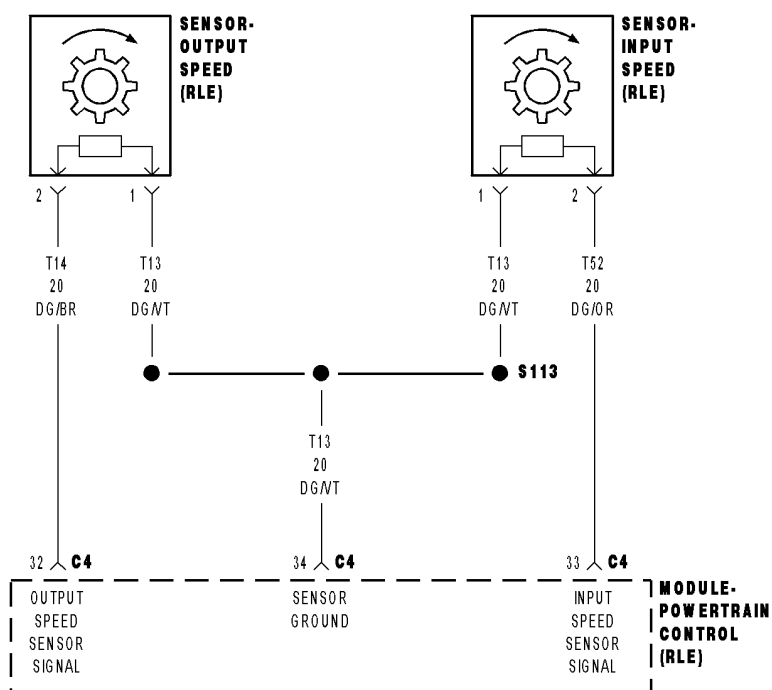 SENSOR-
OUTPUT
SPEED
(RLE)
SENSOR-
INPUT
SPEED
(RLE)
2
1
1
2
T14
20
DG/BR
T13
20
DG/VT
T13
20
DG/VT
T52
20
DG/OR
S113
T13
20
DG/VT
32 C4
34 C4
33 C4
OUTPUT
SPEED
SENSOR
SIGNAL
SENSOR
GROUND
INPUT
SPEED
SENSOR
SIGNAL
MODULE-
POWERTRAIN
CONTROL
(RLE)